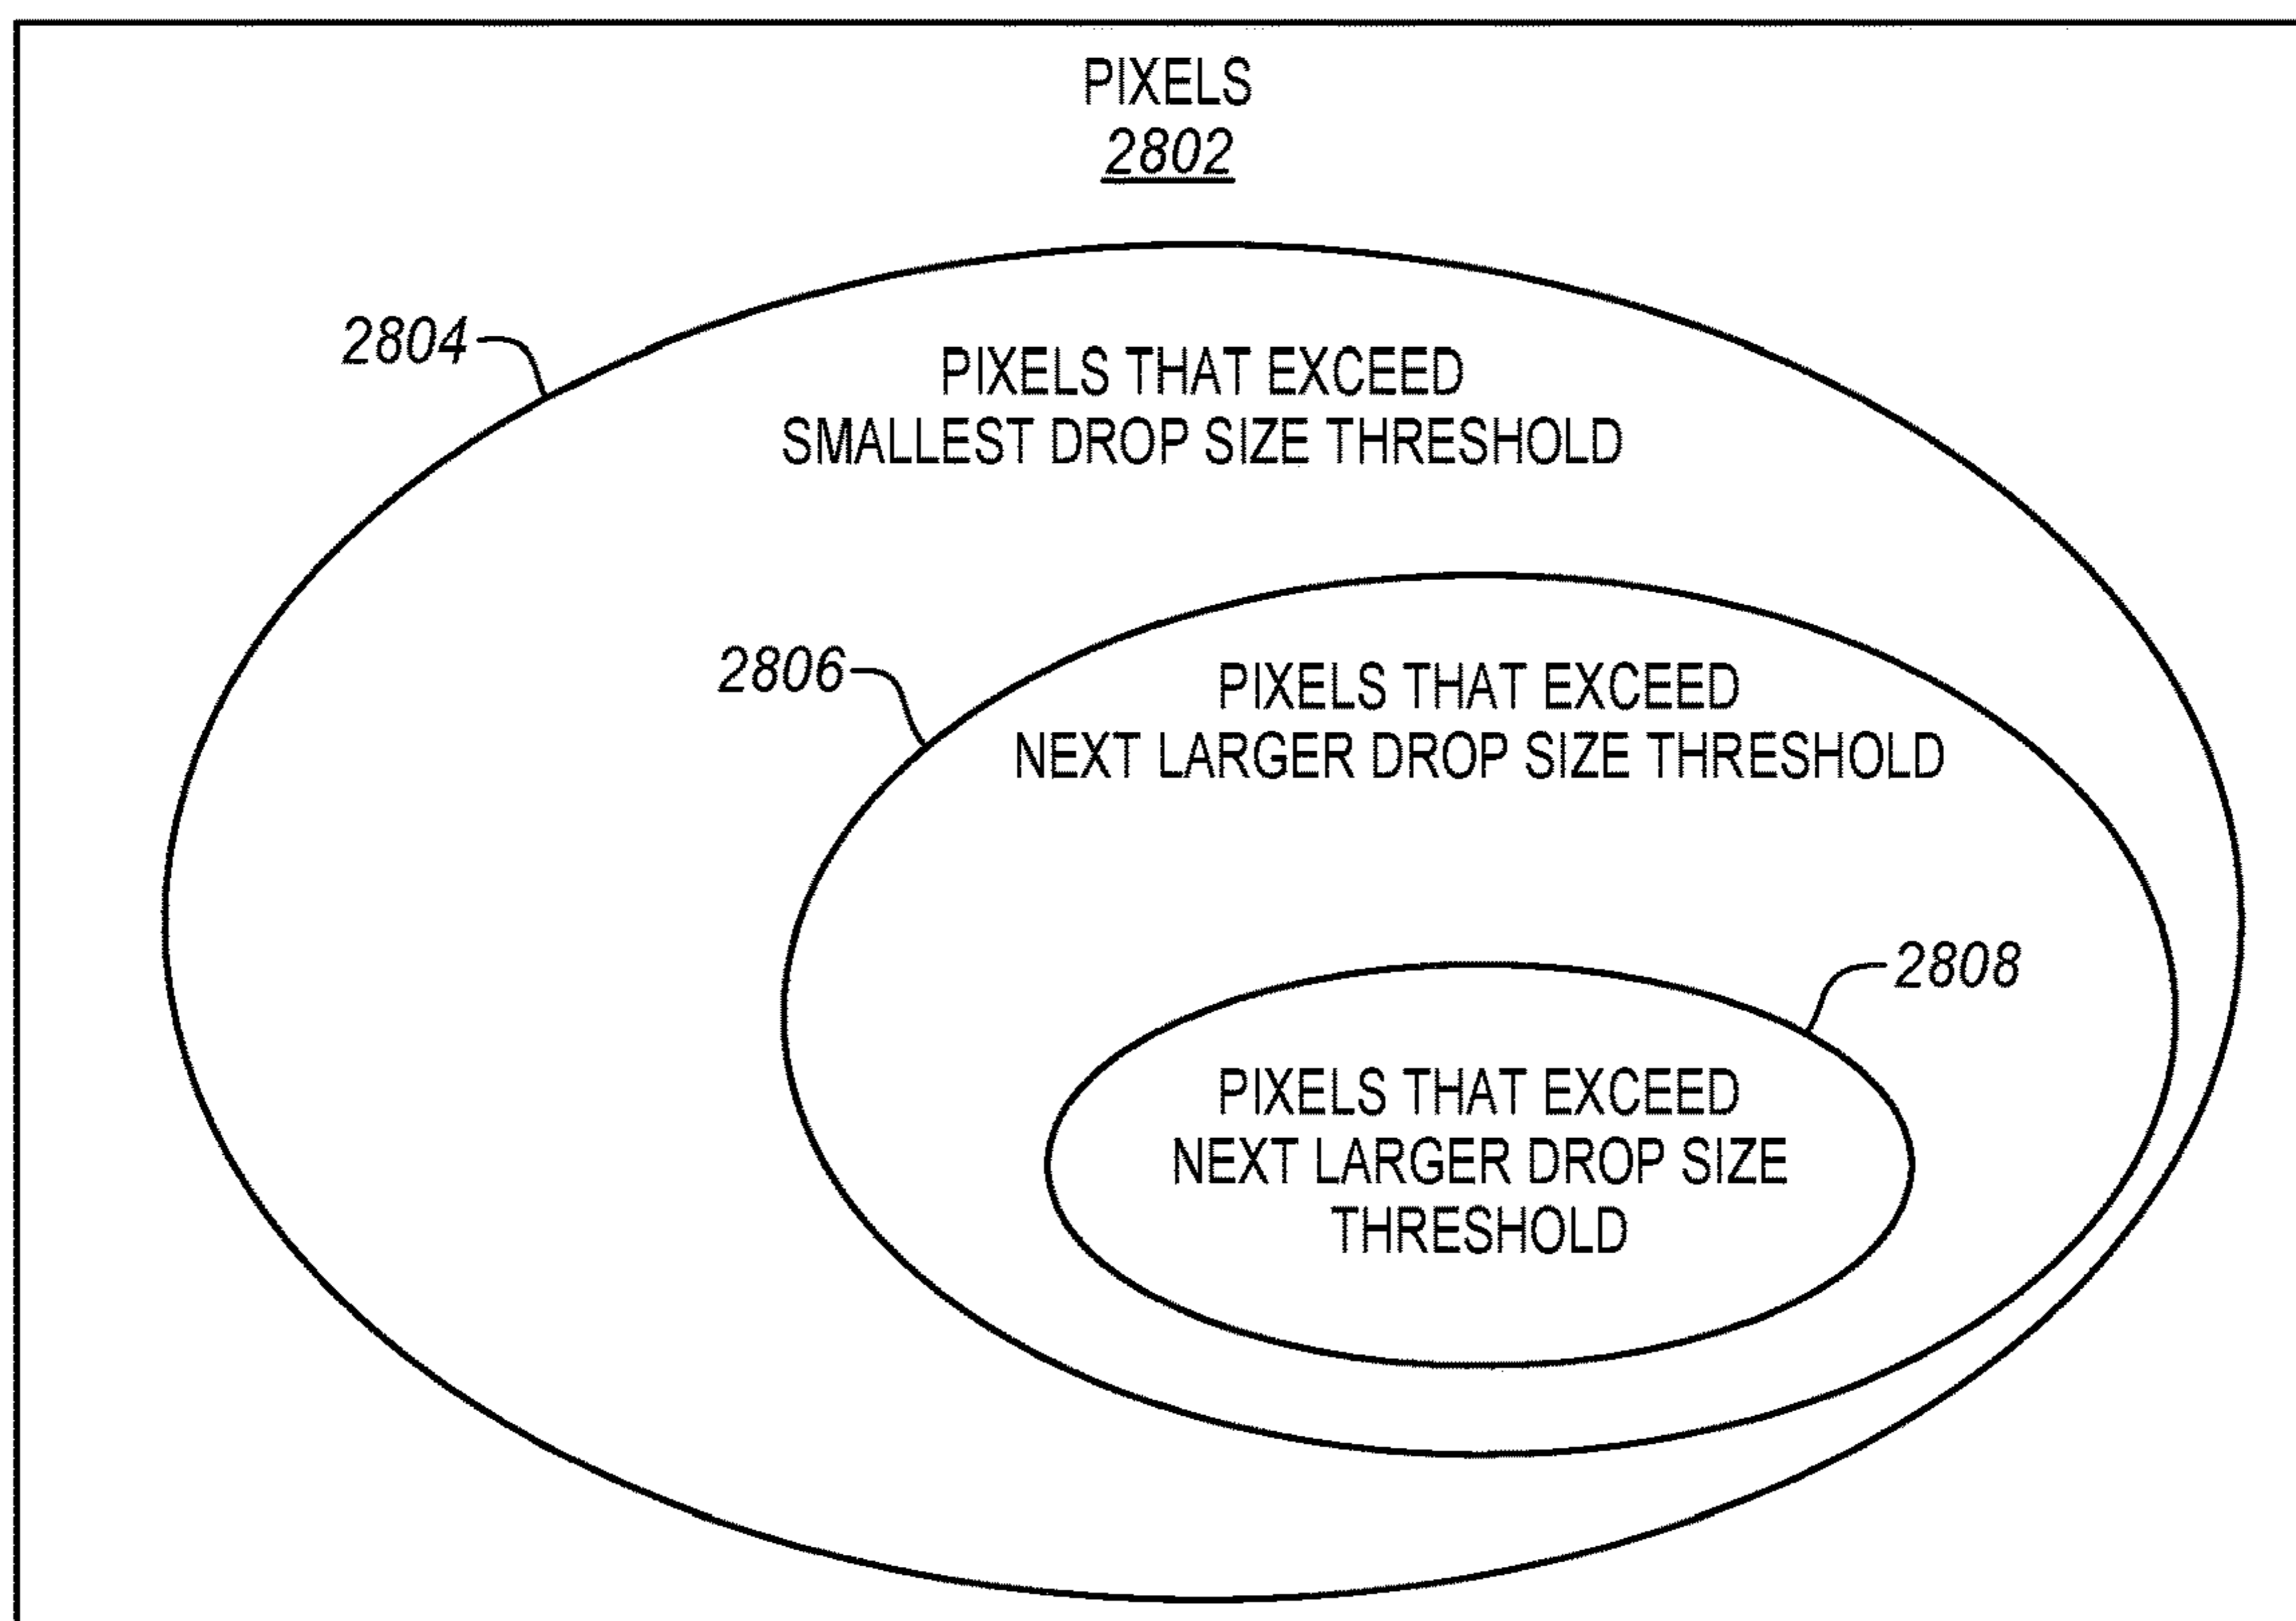 PIXELS
2802
2804
PIXELS THAT EXCEED
SMALLEST DROP SIZE THRESHOLD
2806
PIXELS THAT EXCEED
NEXT LARGER DROP SIZE THRESHOLD
2808
PIXELS THAT EXCEED
NEXT LARGER DROP SIZE
THRESHOLD